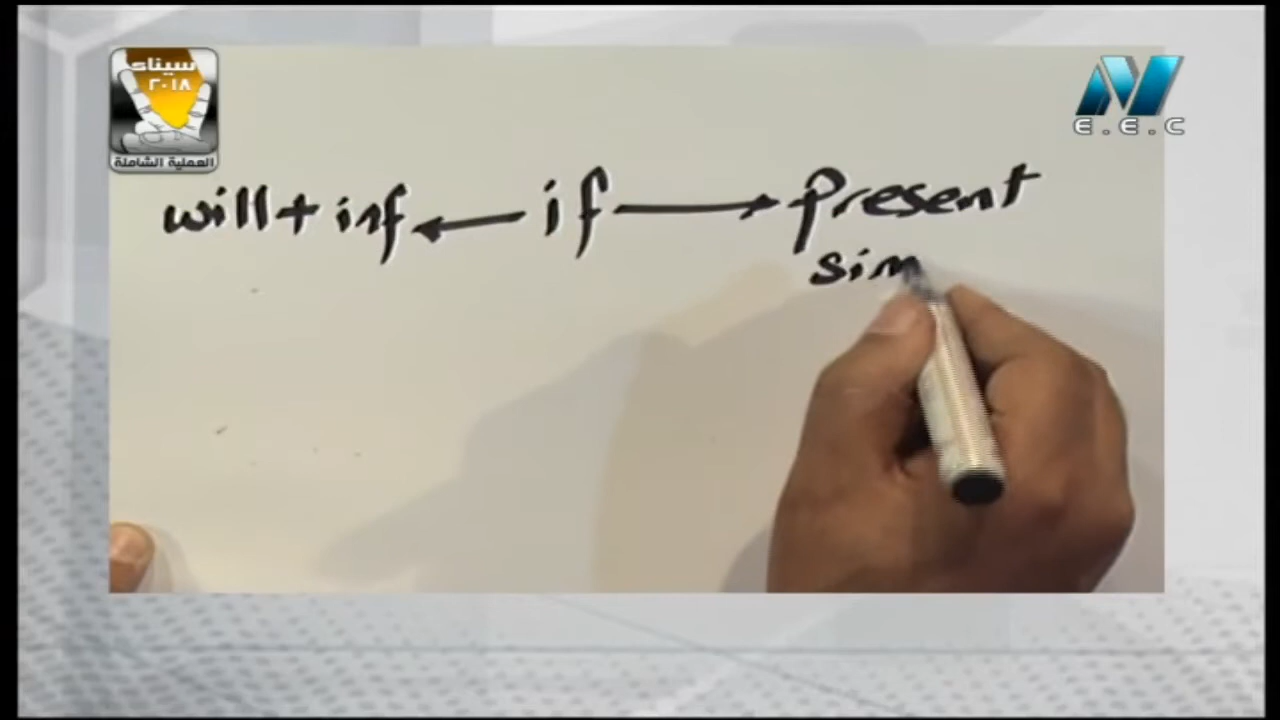 سيناء
٢٠١٨
العملية الشاملة
N
E.E.C
will + inf ← if → present
sim